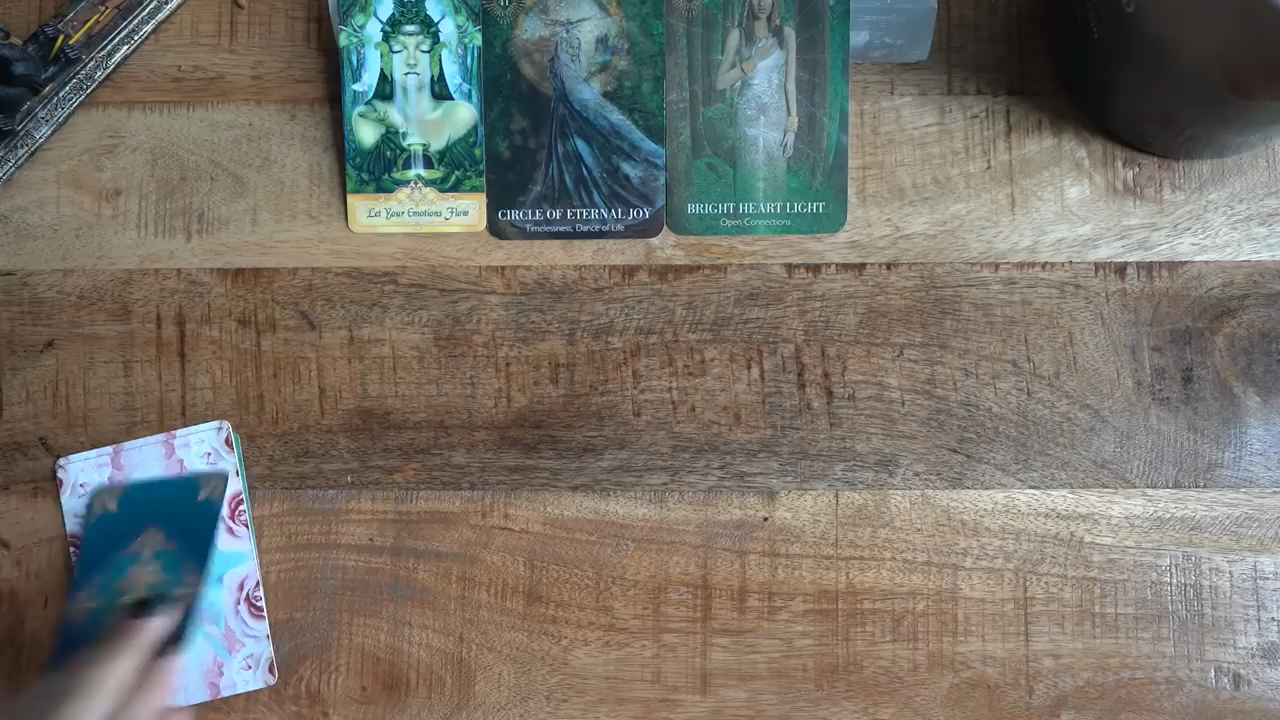 Let Your Emotions Flow
CIRCLE OF ETERNAL JOY
Timelessness, Dance of Life
BRIGHT HEART LIGHT
Open Connections